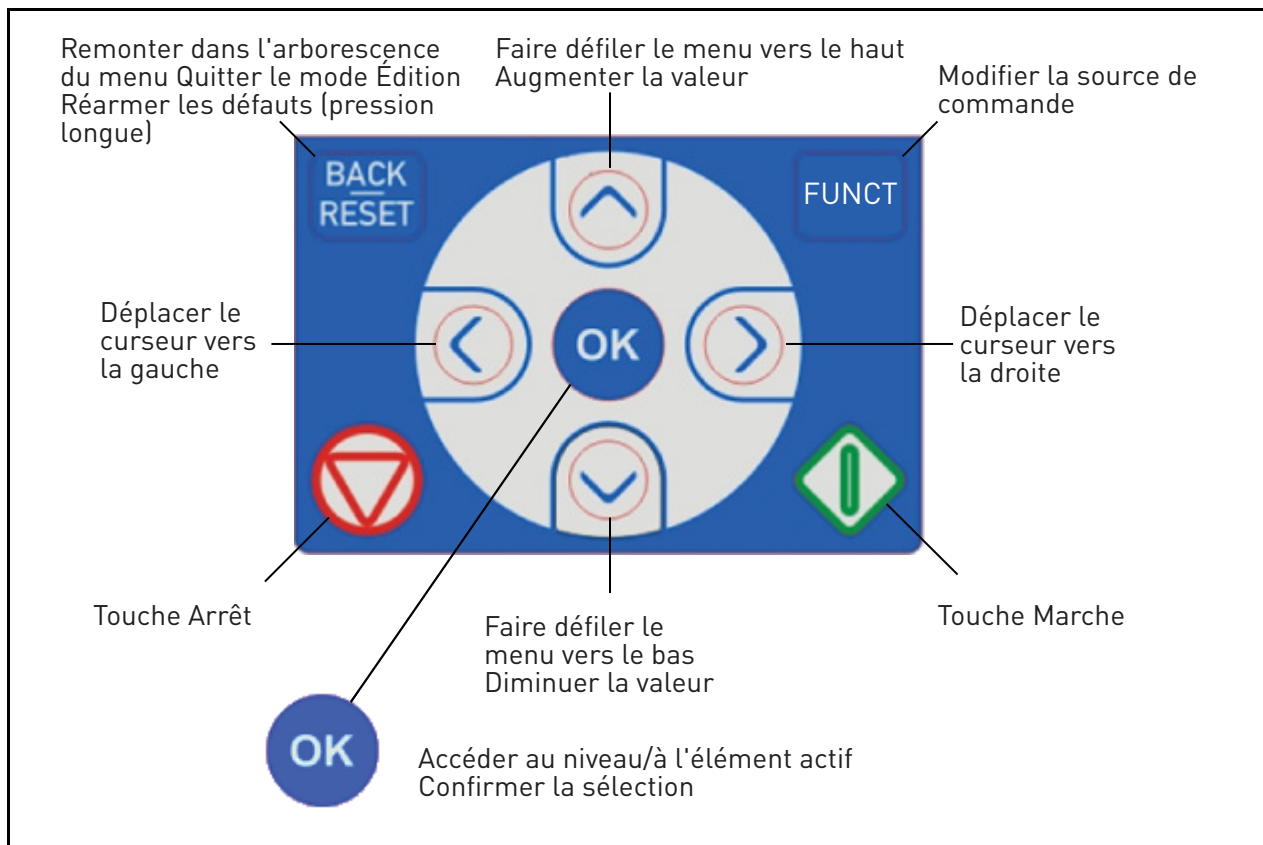 Remonter dans l'arborescence
du menu Quitter le mode Édition
Réarmer les défauts (pression
longue)
Faire défiler le menu vers le haut
Augmenter la valeur
Modifier la source de
commande
BACK
RESET
FUNCT
Déplacer le
curseur vers
la gauche
OK
Déplacer le
curseur vers
la droite
Touche Arrêt
Faire défiler le
menu vers le bas
Diminuer la valeur
Touche Marche
OK
Accéder au niveau/à l'élément actif
Confirmer la sélection